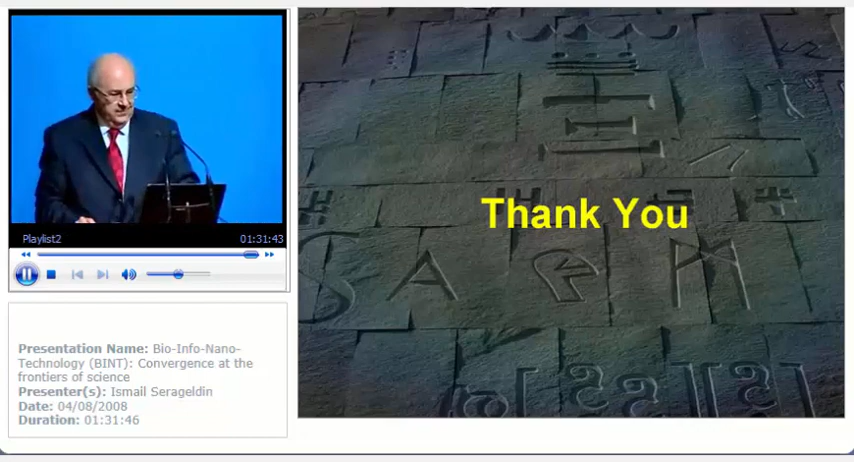 Playlist2 01:31:43
Presentation Name: Bio-Info-Nano-
Technology (BINT): Convergence at the
frontiers of science
Presenter(s): Ismail Serageldin
Date: 04/08/2008
Duration: 01:31:46
Thank You